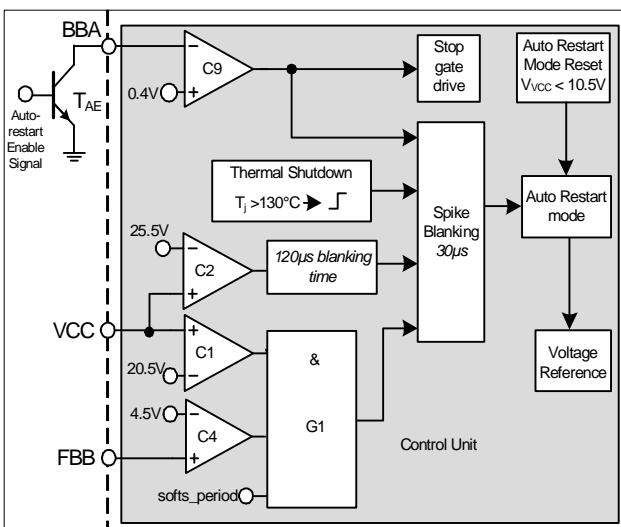 BBA
C9
0.4V
TAE
Auto-
restart
Enable
Signal
Stop
gate
drive
Auto Restart
Mode Reset
VVCC < 10.5V
Thermal Shutdown
Tj >130°C
Spike
Blanking
30µs
Auto Restart
mode
25.5V
C2
120µs blanking
time
VCC
C1
20.5V
&
G1
4.5V
C4
FBB
softs_period
Voltage
Reference
Control Unit